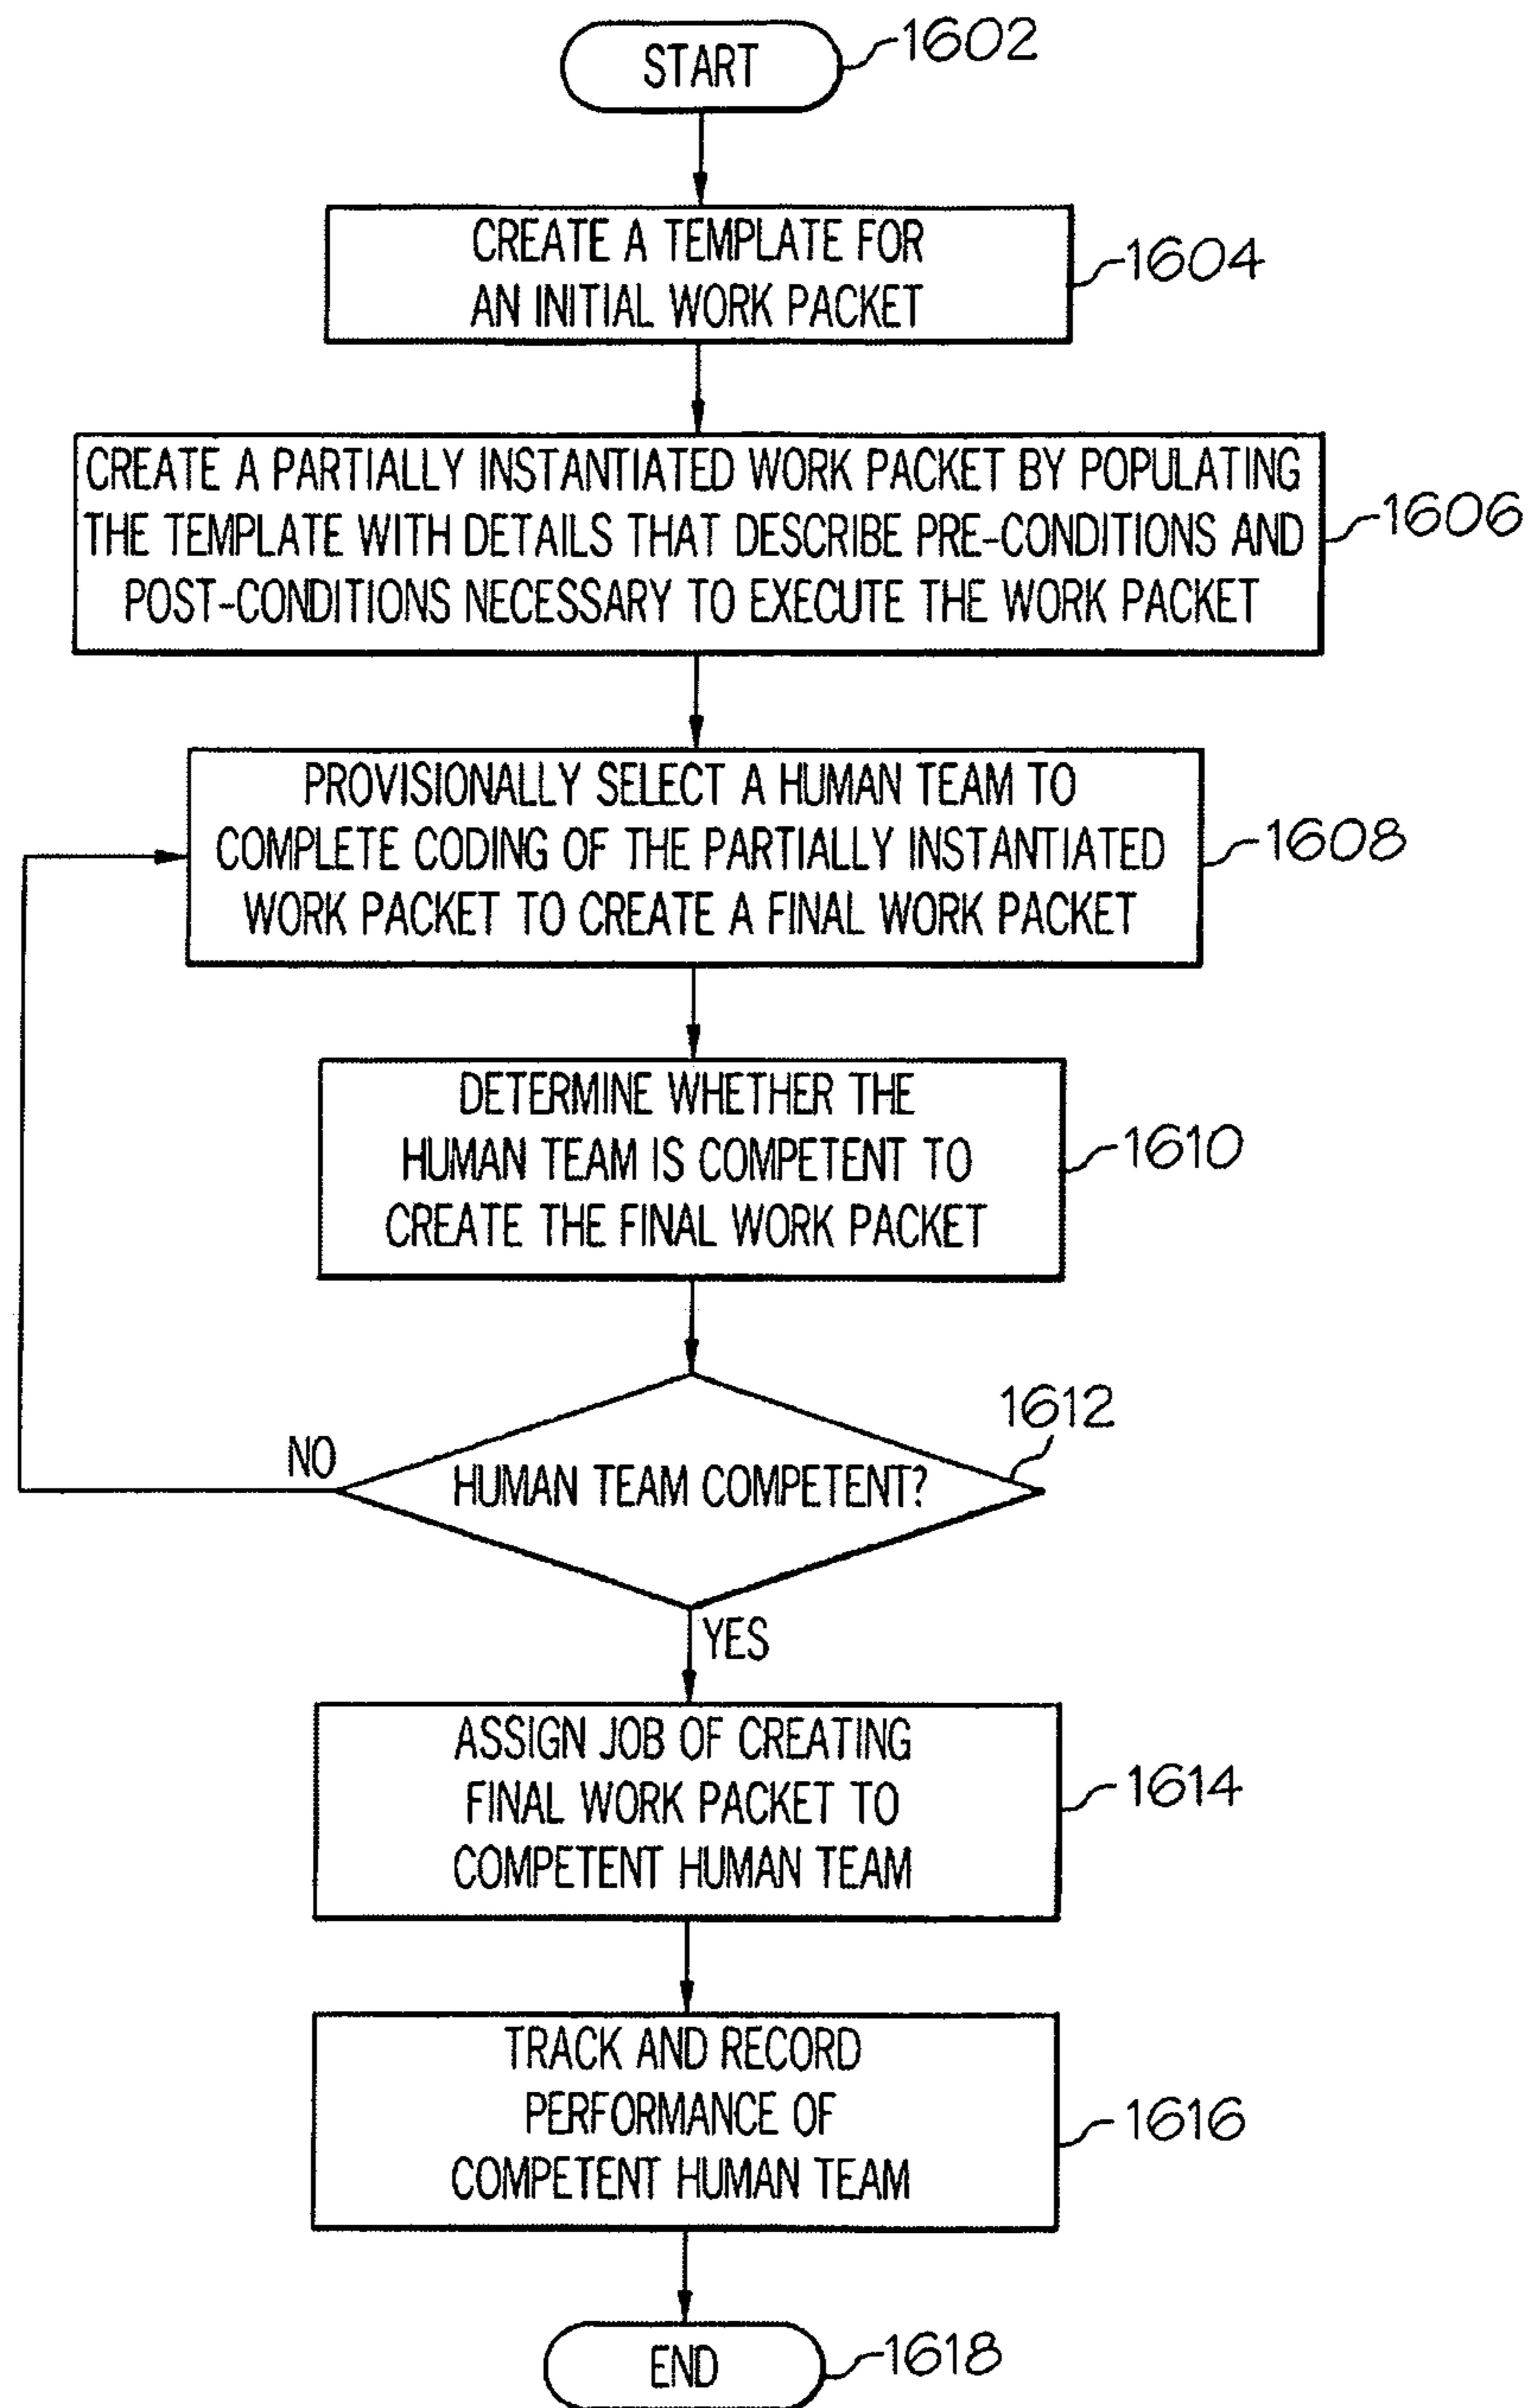 START
1602
CREATE A TEMPLATE FOR
AN INITIAL WORK PACKET
1604
CREATE A PARTIALLY INSTANTIATED WORK PACKET BY POPULATING
THE TEMPLATE WITH DETAILS THAT DESCRIBE PRE-CONDITIONS AND
POST-CONDITIONS NECESSARY TO EXECUTE THE WORK PACKET
1606
PROVISIONALLY SELECT A HUMAN TEAM TO
COMPLETE CODING OF THE PARTIALLY INSTANTIATED
WORK PACKET TO CREATE A FINAL WORK PACKET
1608
DETERMINE WHETHER THE
HUMAN TEAM IS COMPETENT TO
CREATE THE FINAL WORK PACKET
1610
1612
NO
HUMAN TEAM COMPETENT?
YES
ASSIGN JOB OF CREATING
FINAL WORK PACKET TO
COMPETENT HUMAN TEAM
1614
TRACK AND RECORD
PERFORMANCE OF
COMPETENT HUMAN TEAM
1616
END
1618